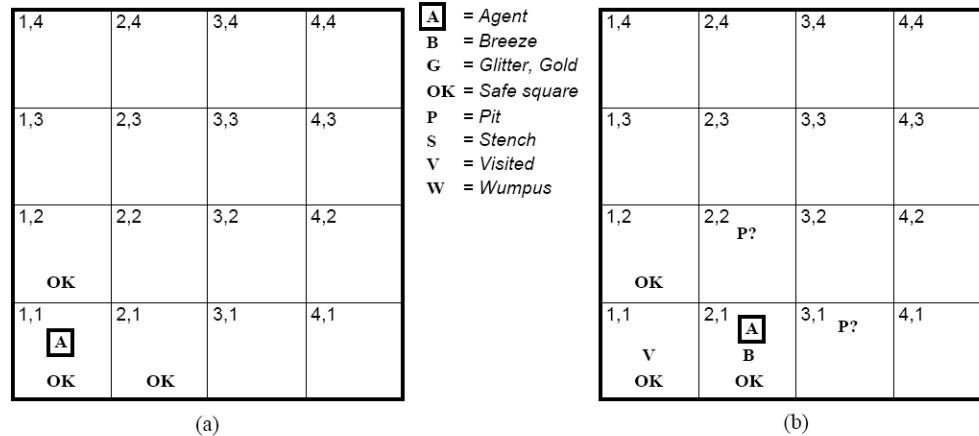 1,4 2,4 3,4 4,4
1,3 2,3 3,3 4,3
1,2 2,2 3,2 4,2
OK
1,1 2,1 3,1 4,1
A
OK OK
(a)
A = Agent
B = Breeze
G = Glitter, Gold
OK = Safe square
P = Pit
S = Stench
V = Visited
W = Wumpus
1,4 2,4 3,4 4,4
1,3 2,3 3,3 4,3
1,2 2,2 3,2 4,2
P?
OK
1,1 2,1 A 3,1 P? 4,1
V B
OK OK
(b)